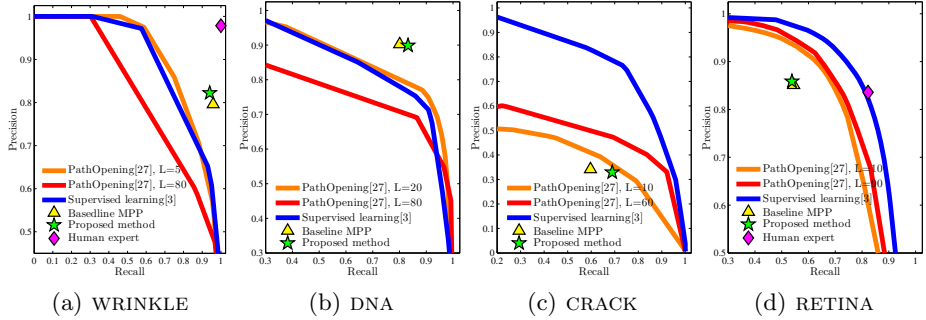 1
0.9
0.8
0.7
0.6
0.5
Precision
0 0.1 0.2 0.3 0.4 0.5 0.6 0.7 0.8 0.9 1
Recall
PathOpening[27], L=5
PathOpening[27], L=80
Supervised learning[3]
Basedline MPP
Proposed method
Human expert
(a) WRINKLE
1
0.9
0.8
0.7
0.6
0.5
0.4
0.3
Precision
0.3 0.4 0.5 0.6 0.7 0.8 0.9 1
Recall
PathOpening[27], L=20
PathOpening[27], L=80
Supervised learning[3]
Baseline MPP
Proposed method
(b) DNA
1
0.9
0.8
0.7
0.6
0.5
0.4
0.3
0.2
0.1
0
Precision
0.2 0.3 0.4 0.5 0.6 0.7 0.8 0.9 1
Recall
PathOpening[27], L=10
PathOpening[27], L=60
Supervised learning[3]
Baseline MPP
Proposed method
(c) CRACK
1
0.9
0.8
0.7
0.6
0.5
Precision
0.3 0.4 0.5 0.6 0.7 0.8 0.9 1
Recall
PathOpening[27], L=10
PathOpening[27],
Supervised learning[3]
Baseline MPP
Proposed method
Human expert
(d) RETINA